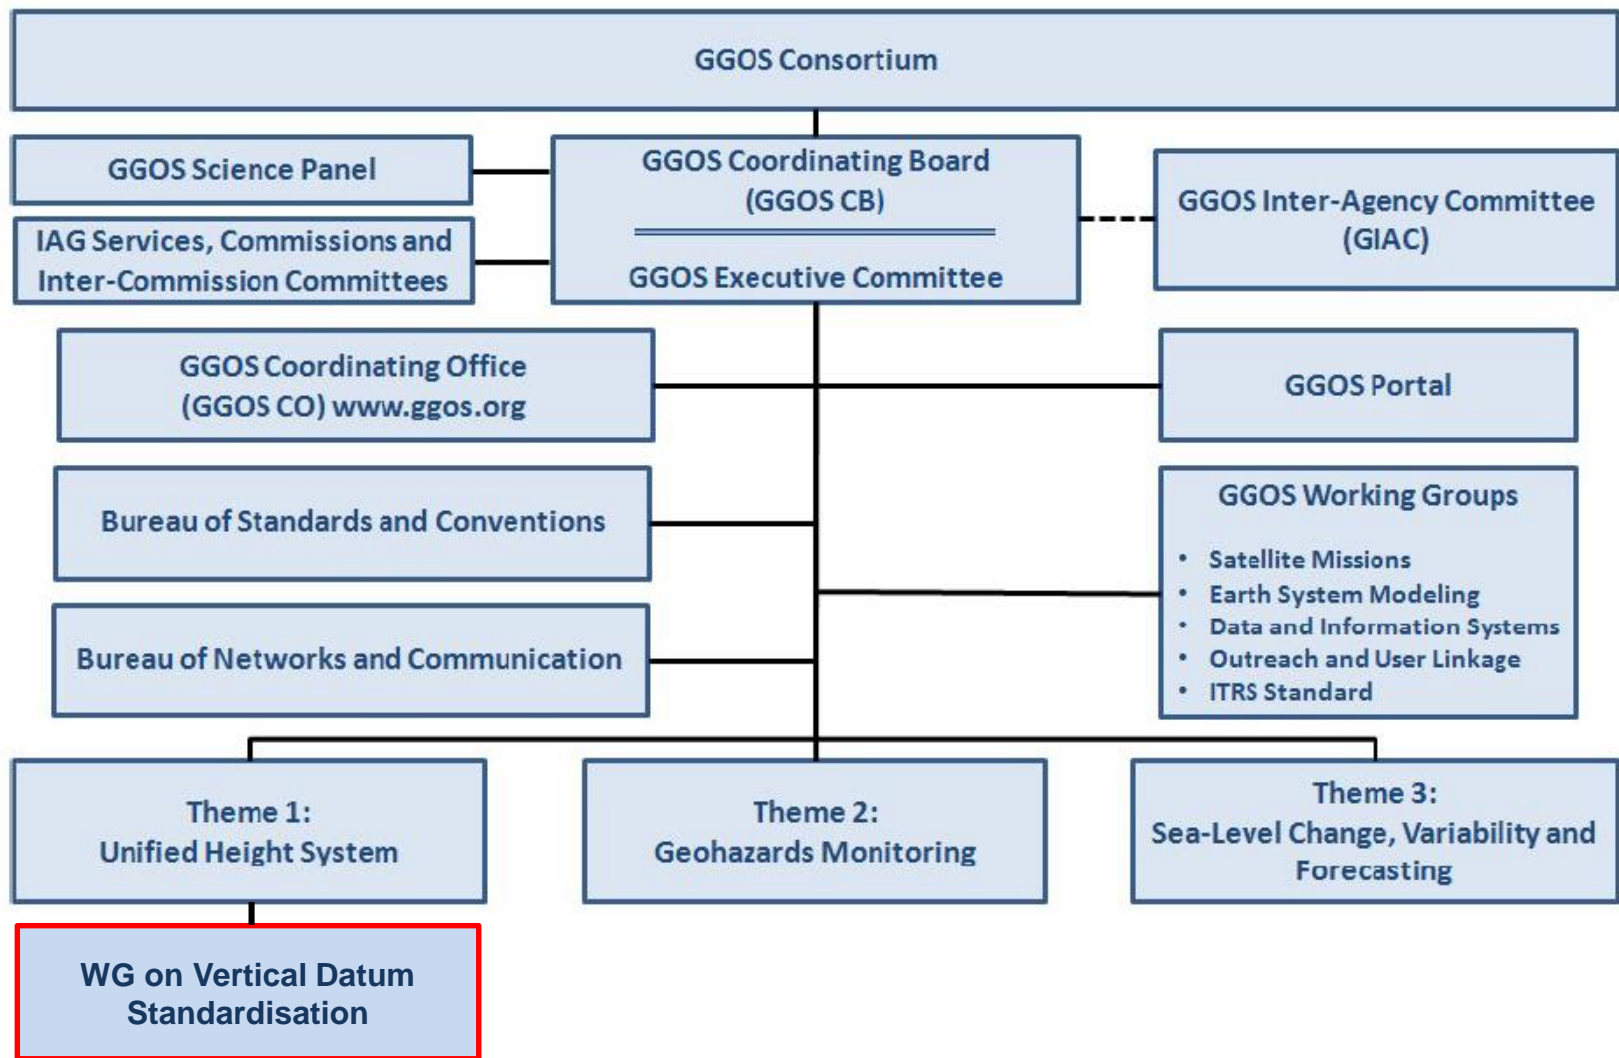 GGOS Consortium
GGOS Science Panel
GGOS Coordinating Board
(GGOS CB)
GGOS Executive Committee
GGOS Inter-Agency Committee
(GIAC)
IAG Services, Commissions and
Inter-Commission Committees
GGOS Coordinating Office
(GGOS CO) www.ggos.org
GGOS Portal
Bureau of Standards and Conventions
GGOS Working Groups
• Satellite Missions
• Earth System Modeling
• Data and Information Systems
• Outreach and User Linkage
• ITRS Standard
Bureau of Networks and Communication
Theme 1:
Unified Height System
Theme 2:
Geohazards Monitoring
Theme 3:
Sea-Level Change, Variability and
Forecasting
WG on Vertical Datum
Standardisation